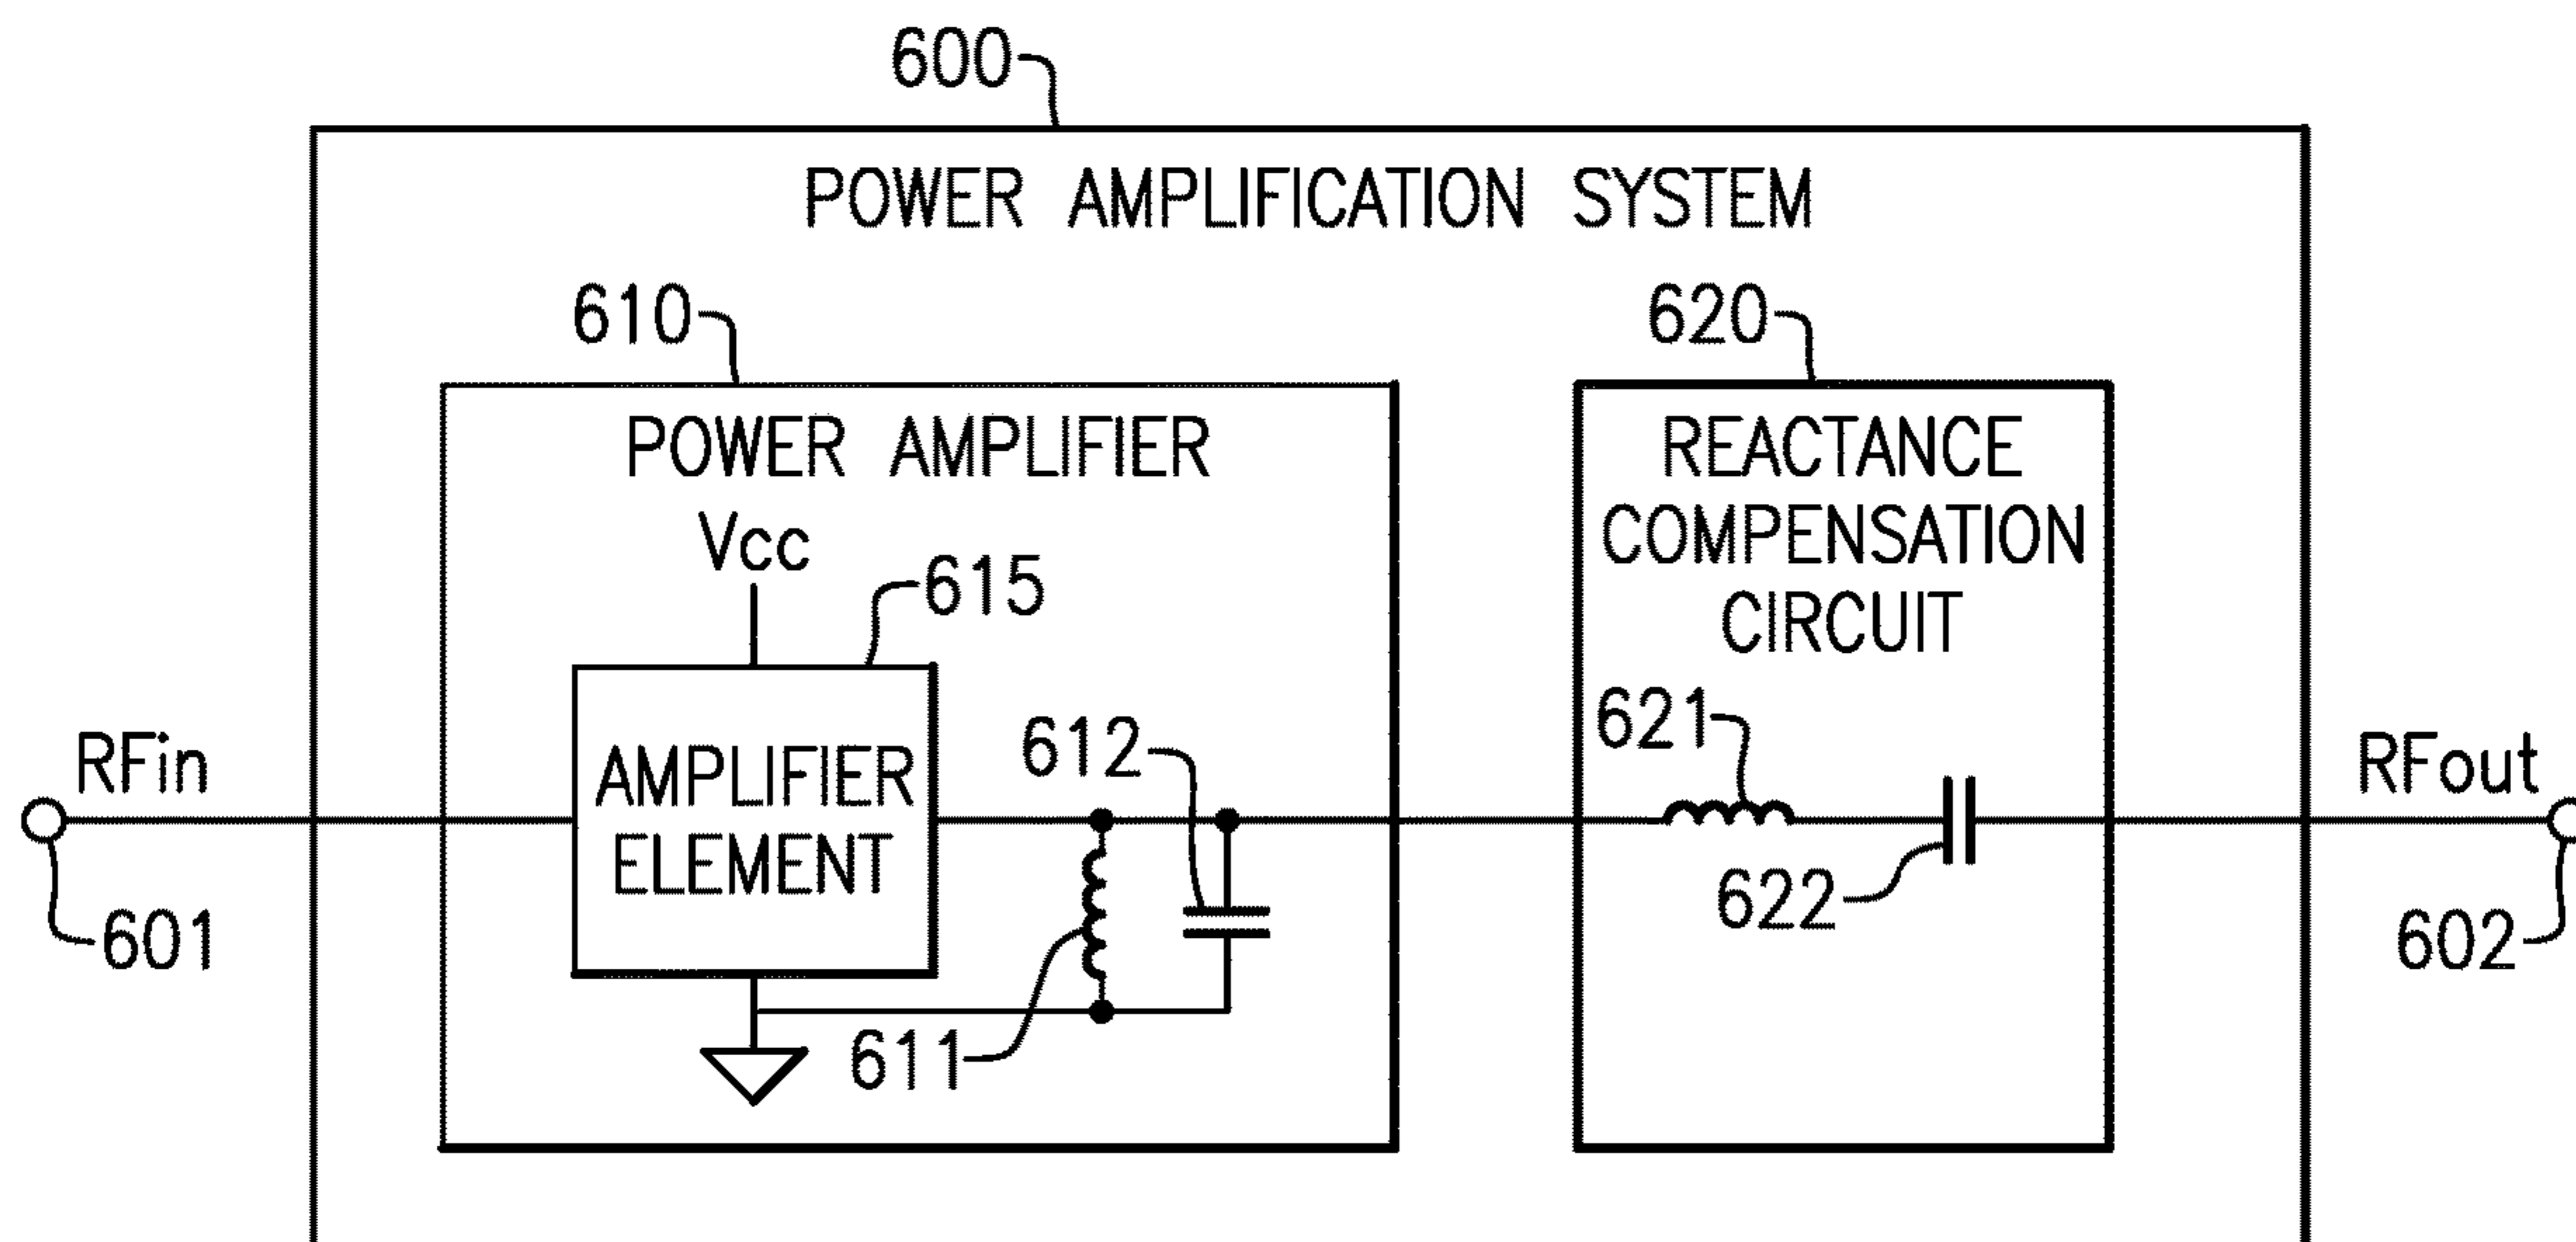 600
POWER AMPLIFICATION SYSTEM
610
620
POWER AMPLIFIER
REACTANCE
COMPENSATION
CIRCUIT
Vcc
615
621
612
RFin
AMPLIFIER
ELEMENT
RFout
622
601
602
611